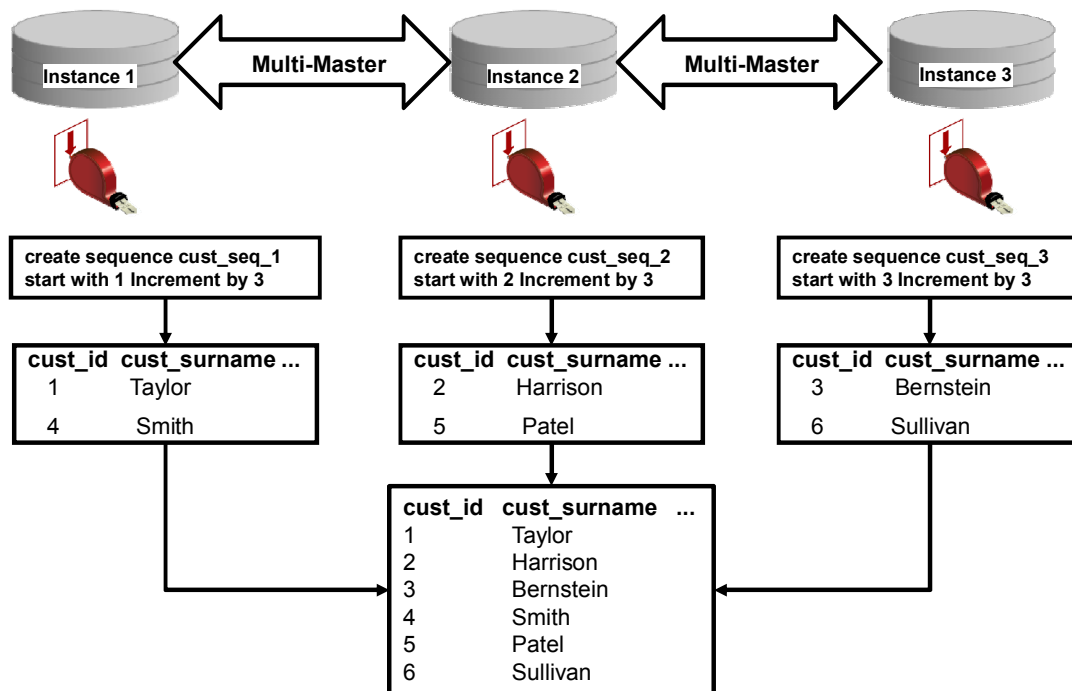 Instance 1
Multi-Master
Instance 2
Multi-Master
Instance 3
create sequence cust_seq_1
start with 1 Increment by 3
create sequence cust_seq_2
start with 2 Increment by 3
create sequence cust_seq_3
start with 3 Increment by 3
cust_id cust_surname ...
1 Taylor
4 Smith
cust_id cust_surname ...
2 Harrison
5 Patel
cust_id cust_surname ...
3 Bernstein
6 Sullivan
cust_id cust_surname ...
1 Taylor
2 Harrison
3 Bernstein
4 Smith
5 Patel
6 Sullivan